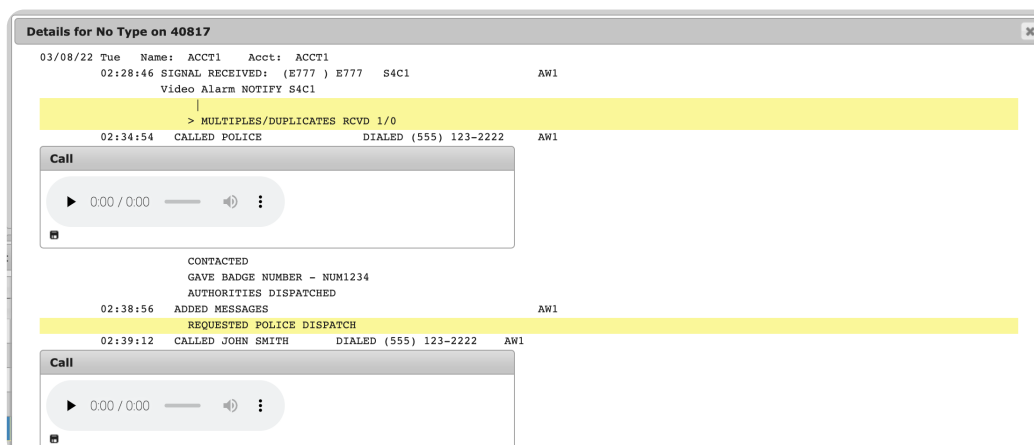 Details for No Type on 40817
03/08/22 Tue Name: ACCT1 Acct: ACCT1
02:28:46 SIGNAL RECEIVED: (E777 ) E777 S4C1 AW1
Video Alarm NOTIFY S4C1
|
> MULTIPLES/DUPLICATES RCVD 1/0
02:34:54 CALLED POLICE DIALED (555) 123-2222 AW1
Call
0:00 / 0:00
CONTACTED
GAVE BADGE NUMBER - NUM1234
AUTHORITIES DISPATCHED
02:38:56 ADDED MESSAGES AW1
REQUESTED POLICE DISPATCH
02:39:12 CALLED JOHN SMITH DIALED (555) 123-2222 AW1
Call
0:00 / 0:00